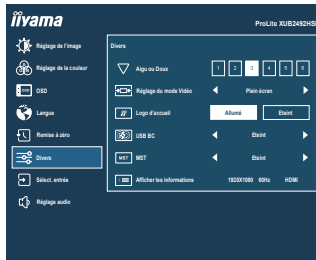 iiyama
ProLite XUB2492HS
Réglage de l'image
Réglage de la couleur
OSD
Langue
Remise à zéro
Divers
Sélect. entrée
Réglage audio
Divers
Aigu ou Doux 1 2 3 4 5 6
Réglage du mode Vidéo Plein écran
Logo d'accueil Allumé Eteint
USB BC Eteint
MST MST Eteint
Afficher les informations 1920X1080 60Hz HDMI